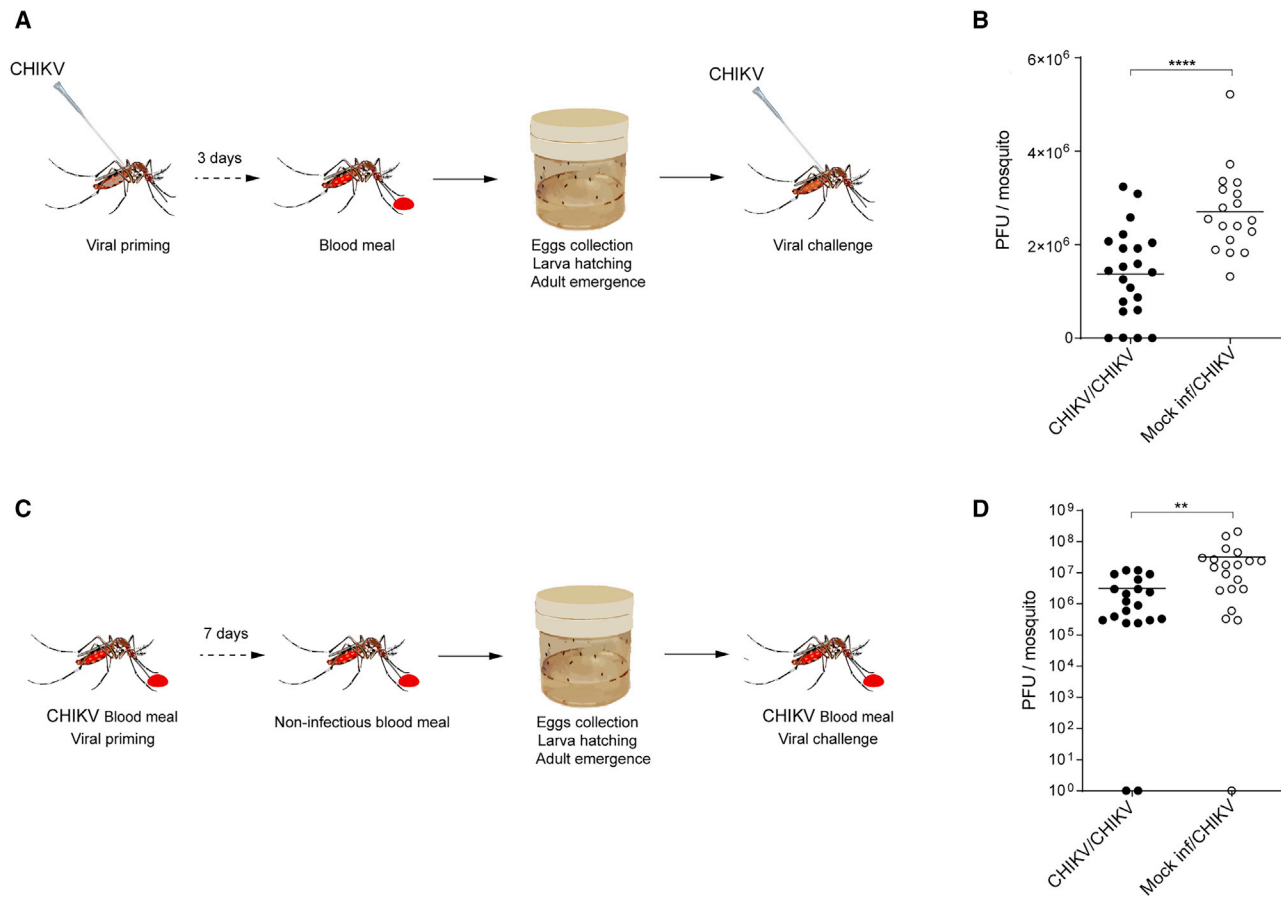 A
CHIKV
3 days
CHIKV
Viral priming
Blood meal
Eggs collection
Larva hatching
Adult emergence
Viral challenge
B
6×10⁶
4×10⁶
2×10⁶
0
PFU / mosquito
****
CHIKV/CHIKV
Mock inf/CHIKV
C
7 days
CHIKV Blood meal
Viral priming
Non-infectious blood meal
Eggs collection
Larva hatching
Adult emergence
CHIKV Blood meal
Viral challenge
D
10⁹
10⁸
10⁷
10⁶
10⁵
10⁴
10³
10²
10¹
10⁰
PFU / mosquito
**
CHIKV/CHIKV
Mock inf/CHIKV